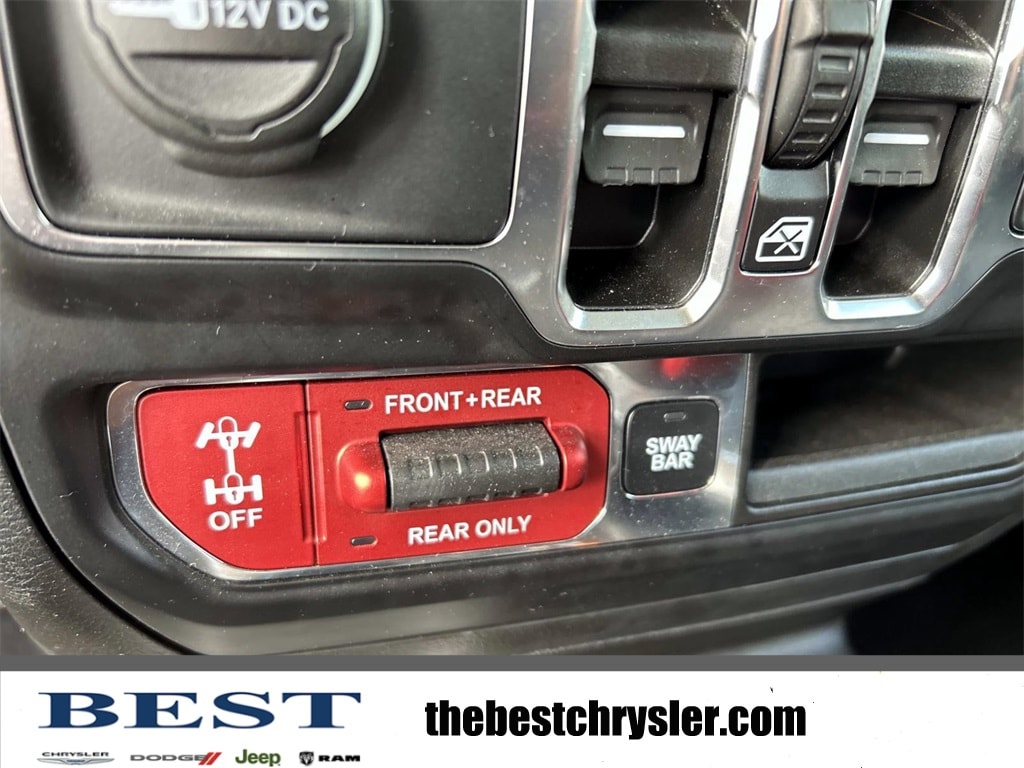 12V DC
FRONT+REAR
OFF
REAR ONLY
SWAY
BAR
BEST
thebestchrysler.com
CHRYSLER DODGE Jeep RAM